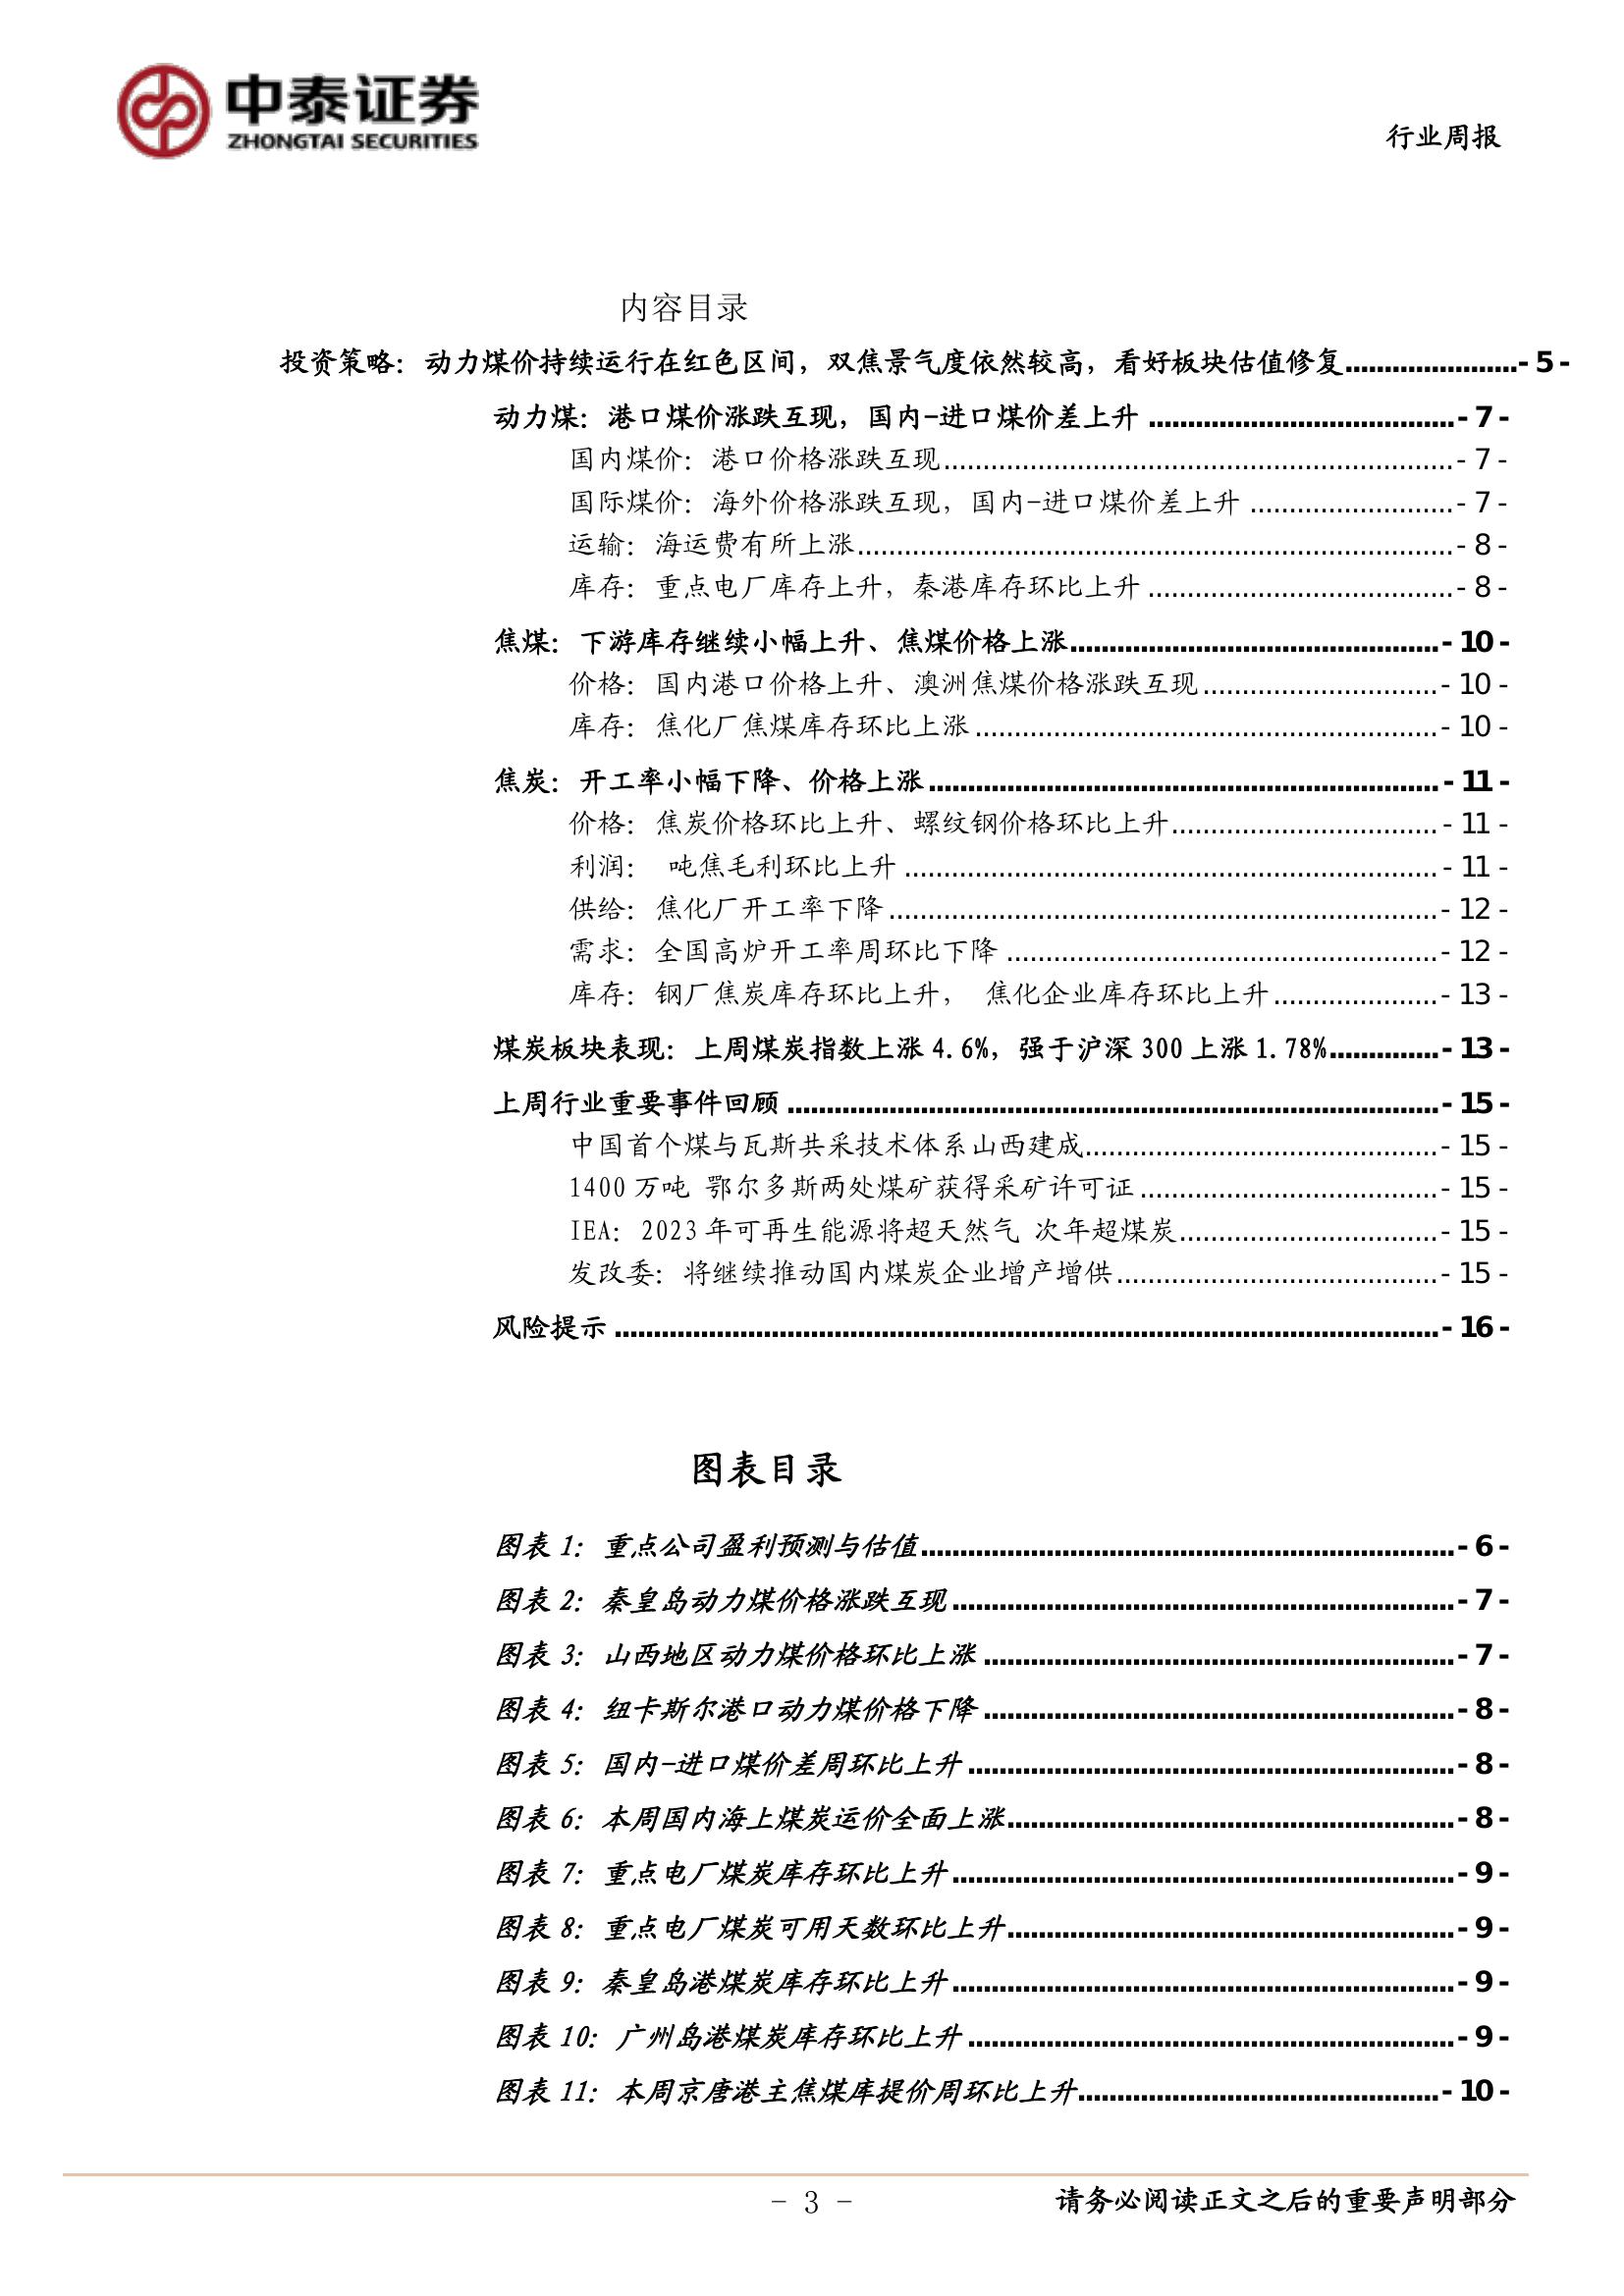 中泰证券
ZHONGTAI SECURITIES
行业周报
内容目录
投资策略：动力煤价持续运行在红色区间，双焦景气度依然较高，看好板块估值修复......................- 5 -
动力煤：港口煤价涨跌互现，国内-进口煤价差上升 .......................................- 7 -
国内煤价：港口价格涨跌互现.................................................................- 7 -
国际煤价：海外价格涨跌互现，国内-进口煤价差上升 ..........................- 7 -
运输：海运费有所上涨............................................................................- 8 -
库存：重点电厂库存上升，秦港库存环比上升 .......................................- 8 -
焦煤：下游库存继续小幅上升、焦煤价格上涨...............................................- 10 -
价格：国内港口价格上升、澳洲焦煤价格涨跌互现..............................- 10 -
库存：焦化厂焦煤库存环比上涨 ...........................................................- 10 -
焦炭：开工率小幅下降、价格上涨.................................................................- 11 -
价格：焦炭价格环比上升、螺纹钢价格环比上升..................................- 11 -
利润： 吨焦毛利环比上升 ....................................................................- 11 -
供给：焦化厂开工率下降......................................................................- 12 -
需求：全国高炉开工率周环比下降 .......................................................- 12 -
库存：钢厂焦炭库存环比上升， 焦化企业库存环比上升.....................- 13 -
煤炭板块表现：上周煤炭指数上涨 4.6%，强于沪深 300 上涨 1.78%..............- 13 -
上周行业重要事件回顾 ...................................................................................- 15 -
中国首个煤与瓦斯共采技术体系山西建成.............................................- 15 -
1400 万吨 鄂尔多斯两处煤矿获得采矿许可证 ......................................- 15 -
IEA：2023 年可再生能源将超天然气 次年超煤炭.................................- 15 -
发改委：将继续推动国内煤炭企业增产增供.........................................- 15 -
风险提示 .........................................................................................................- 16 -
图表目录
图表 1：重点公司盈利预测与估值....................................................................- 6 -
图表 2：秦皇岛动力煤价格涨跌互现 ................................................................- 7 -
图表 3：山西地区动力煤价格环比上涨 ............................................................- 7 -
图表 4：纽卡斯尔港口动力煤价格下降 ............................................................- 8 -
图表 5：国内-进口煤价差周环比上升 ..............................................................- 8 -
图表 6：本周国内海上煤炭运价全面上涨.........................................................- 8 -
图表 7：重点电厂煤炭库存环比上升 ................................................................- 9 -
图表 8：重点电厂煤炭可用天数环比上升.........................................................- 9 -
图表 9：秦皇岛港煤炭库存环比上升 ................................................................- 9 -
图表 10：广州岛港煤炭库存环比上升 ..............................................................- 9 -
图表 11：本周京唐港主焦煤库提价周环比上升..............................................- 10 -
- 3 -
请务必阅读正文之后的重要声明部分